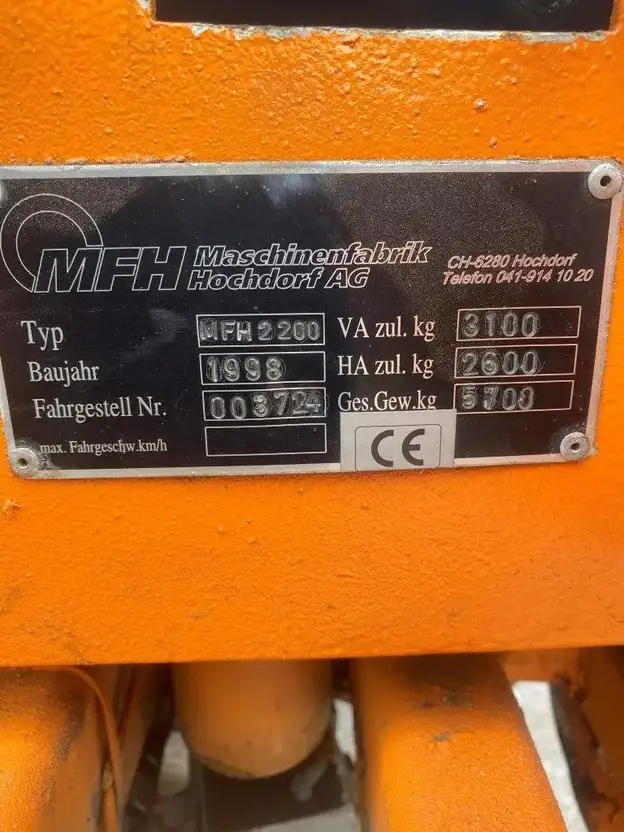 MFH Maschinenfabrik
Hochdorf AG
CH-6280 Hochdorf
Telefon 041-914 10 20
Typ MFH 2200 VA zul. kg 3100
Baujahr 1998 HA zul. kg 2600
Fahrgestell Nr. 003724 Ges.Gew.kg 5700
max. Fahrgeschw.km/h
CE